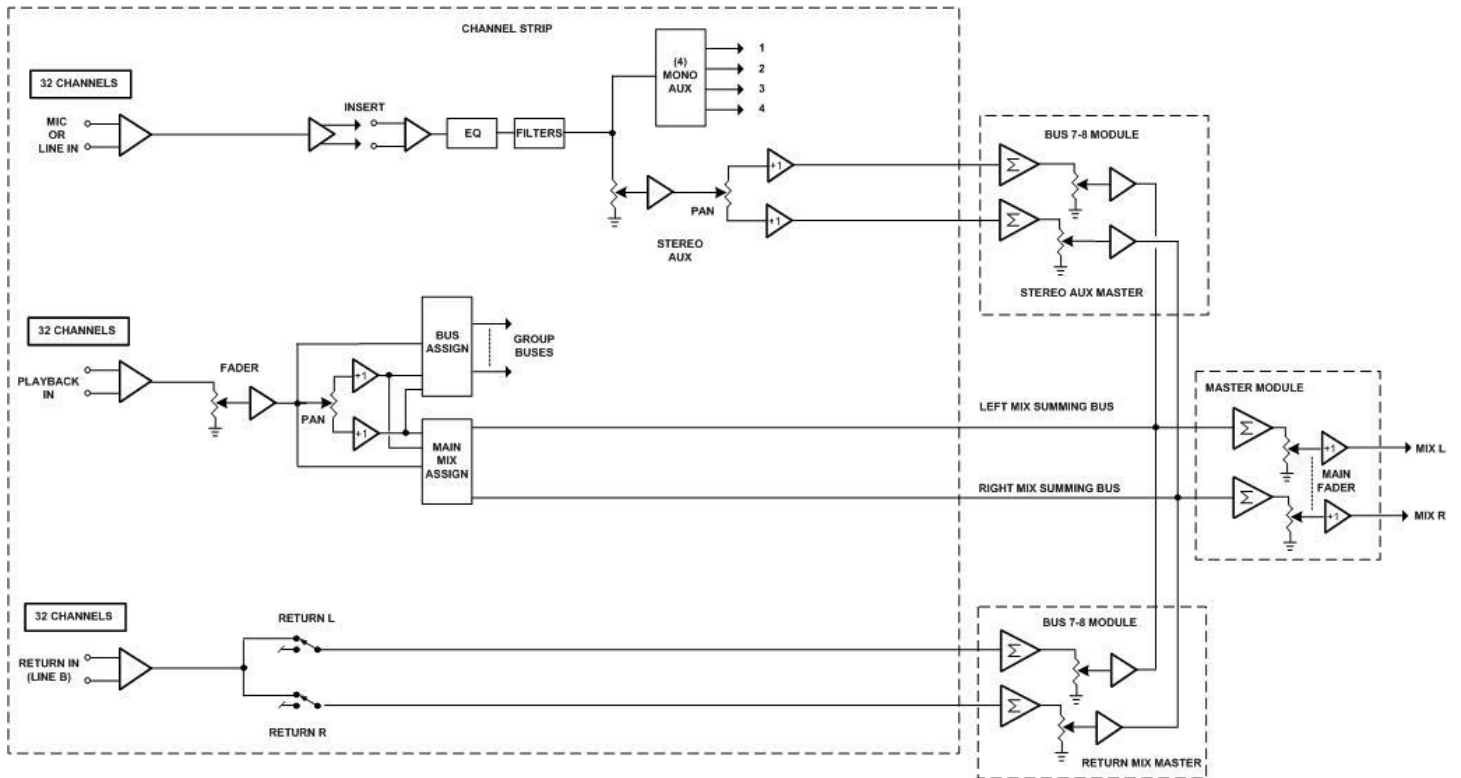 CHANNEL STRIP
32 CHANNELS
MIC
OR
LINE IN
INSERT
EQ
FILTERS
(4)
MONO
AUX
1
2
3
4
PAN
+1
+1
STEREO
AUX
BUS 7-8 MODULE
Σ
Σ
STEREO AUX MASTER
32 CHANNELS
PLAYBACK
IN
FADER
PAN
+1
+1
BUS
ASSIGN
GROUP
BUSES
MAIN
MIX
ASSIGN
LEFT MIX SUMMING BUS
RIGHT MIX SUMMING BUS
MASTER MODULE
Σ
Σ
+1
+1
MAIN
FADER
MIX L
MIX R
32 CHANNELS
RETURN IN
(LINE B)
RETURN L
RETURN R
BUS 7-8 MODULE
Σ
Σ
RETURN MIX MASTER